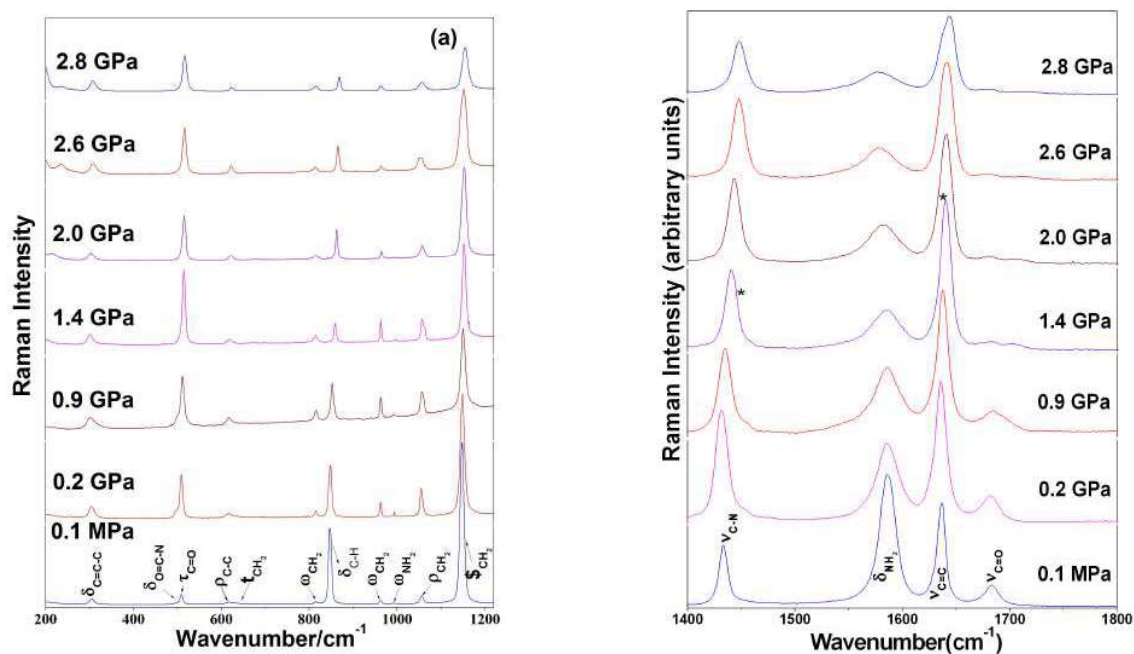 (a)
2.8 GPa
2.6 GPa
2.0 GPa
1.4 GPa
0.9 GPa
0.2 GPa
0.1 MPa
δC=C-C
δO=C-N
τC=O
ρC-C
tCH2
ωCH2
δC-H
ωCH2
ωNH2
ρCH2
$CH2
Raman Intensity
200 400 600 800 1000 1200
Wavenumber/cm-1
2.8 GPa
2.6 GPa
*
2.0 GPa
*
1.4 GPa
0.9 GPa
0.2 GPa
0.1 MPa
νC-N
δNH2
νC=C
νC=O
Raman Intensity (arbitrary units)
1400 1500 1600 1700 1800
Wavenumber(cm-1)